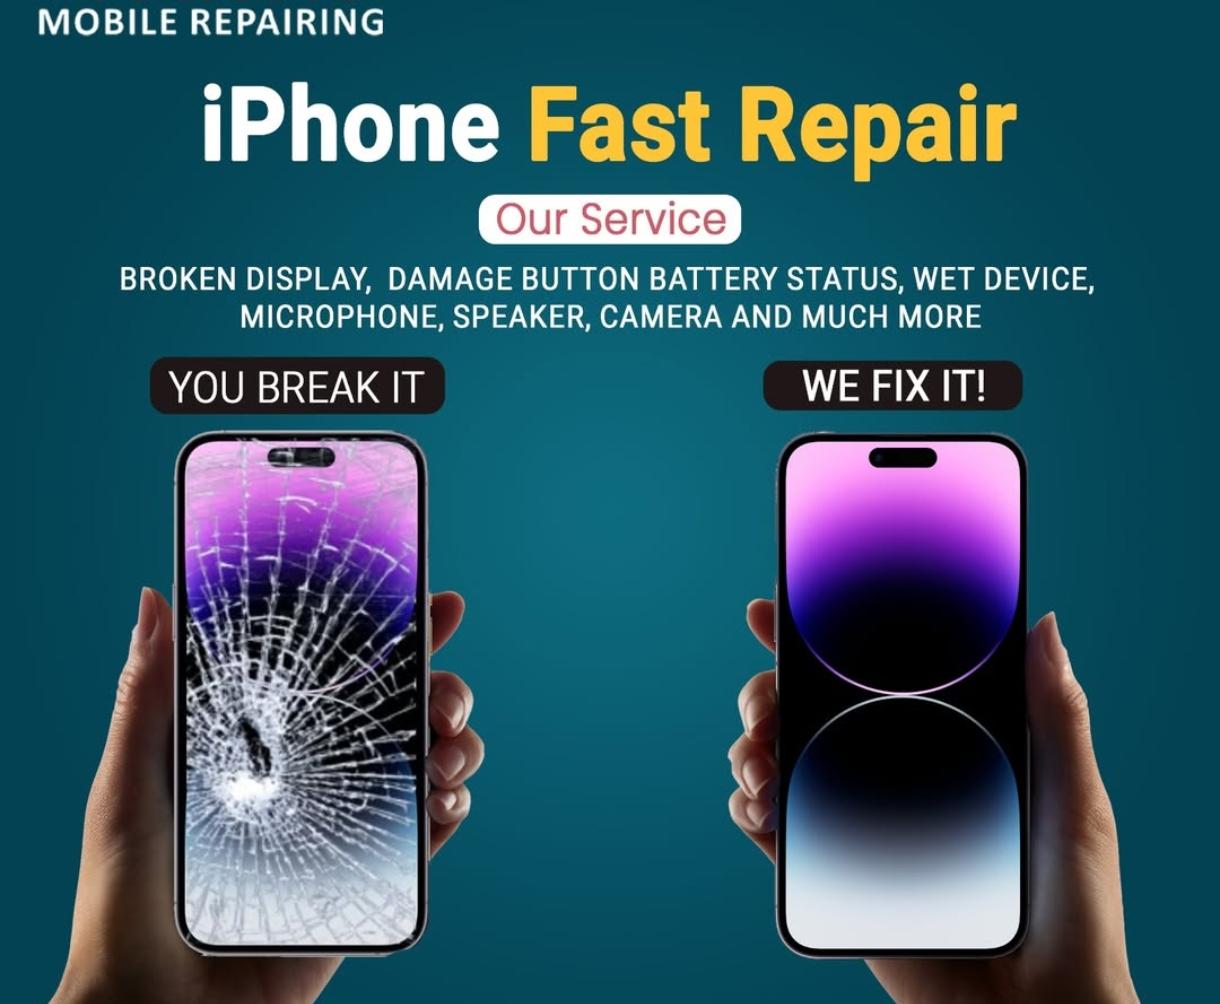 MOBILE REPAIRING
iPhone Fast Repair
Our Service
BROKEN DISPLAY, DAMAGE BUTTON BATTERY STATUS, WET DEVICE,
MICROPHONE, SPEAKER, CAMERA AND MUCH MORE
YOU BREAK IT
WE FIX IT!